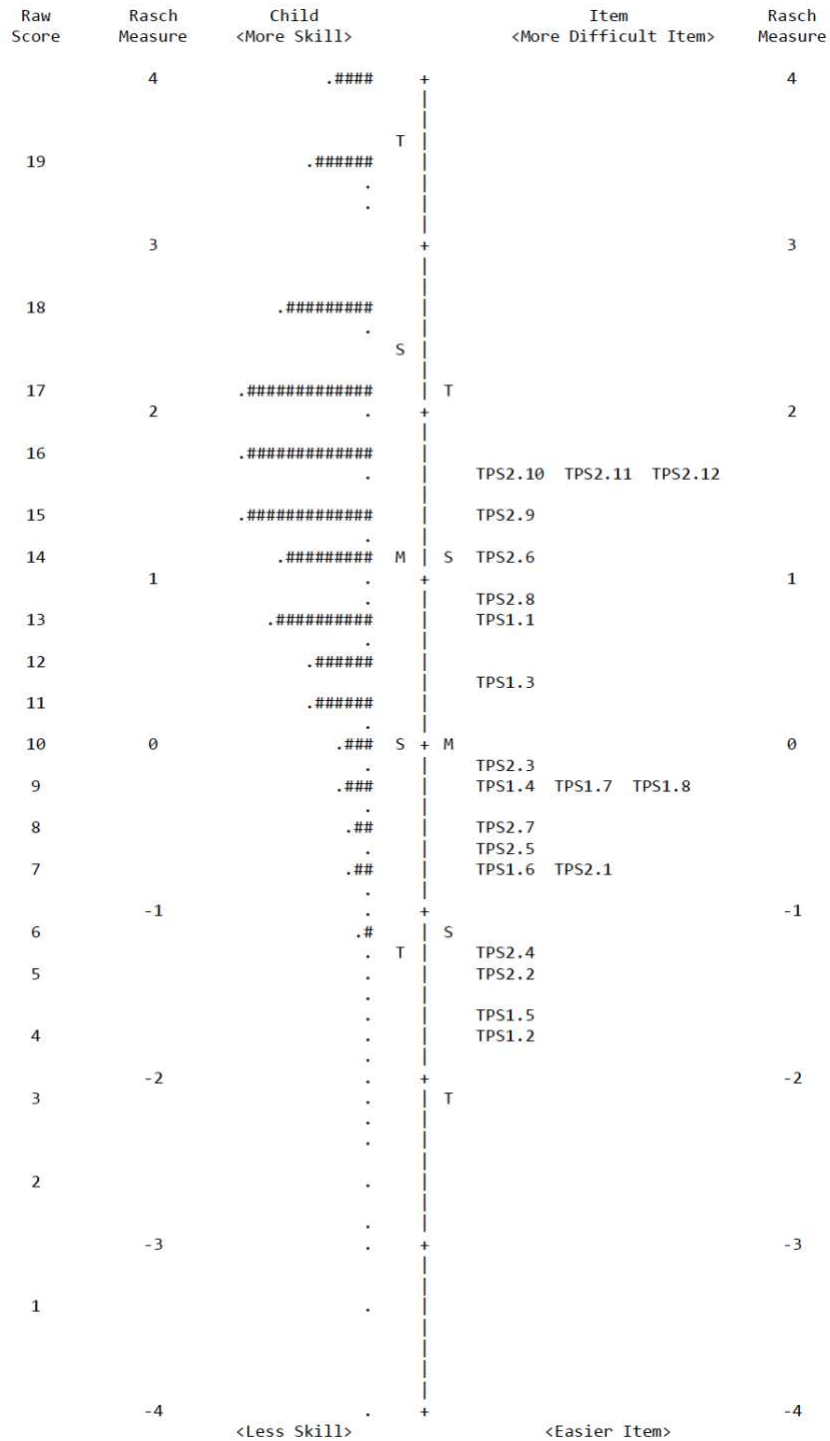 Raw Rasch Child Item Rasch
Score Measure <More Skill> <More Difficult Item> Measure
4 .#### + 4
|
|
T |
19 .###### |
. |
. |
|
3 + 3
|
|
18 .######### |
. |
S |
|
17 .############# | T
2 . + 2
|
16 .############# |
. | TPS2.10 TPS2.11 TPS2.12
|
15 .############# | TPS2.9
. |
14 .######### M | S TPS2.6
1 . + 1
. | TPS2.8
13 .########## | TPS1.1
. |
12 .###### |
| TPS1.3
11 .###### |
. |
10 0 .### S + M 0
. | TPS2.3
9 .### | TPS1.4 TPS1.7 TPS1.8
. |
8 .## | TPS2.7
. | TPS2.5
7 .## | TPS1.6 TPS2.1
. |
-1 . + -1
6 .# | S
. T | TPS2.4
5 . | TPS2.2
. |
. | TPS1.5
4 . | TPS1.2
. |
-2 . + -2
3 . | T
. |
. |
|
2 . |
|
. |
-3 . + -3
|
|
1 . |
|
|
|
|
-4 . + -4
<Less Skill> <Easier Item>